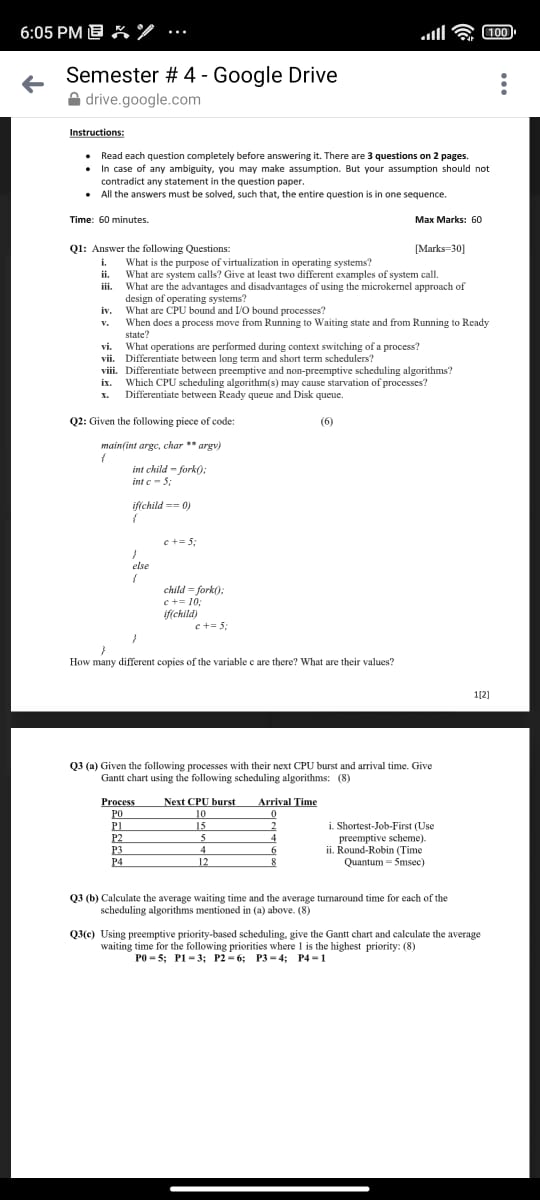 6:05 PM
100
Semester # 4 - Google Drive
drive.google.com
Instructions:
• Read each question completely before answering it. There are 3 questions on 2 pages.
• In case of any ambiguity, you may make assumption. But your assumption should not
contradict any statement in the question paper.
• All the answers must be solved, such that, the entire question is in one sequence.
Time: 60 minutes. Max Marks: 60
Q1: Answer the following Questions: [Marks=30]
i. What is the purpose of virtualization in operating systems?
ii. What are system calls? Give at least two different examples of system call.
iii. What are the advantages and disadvantages of using the microkernel approach of
design of operating systems?
iv. What are CPU bound and I/O bound processes?
v. When does a process move from Running to Waiting state and from Running to Ready
state?
vi. What operations are performed during context switching of a process?
vii. Differentiate between long term and short term schedulers?
viii. Differentiate between preemptive and non-preemptive scheduling algorithms?
ix. Which CPU scheduling algorithm(s) may cause starvation of processes?
x. Differentiate between Ready queue and Disk queue.
Q2: Given the following piece of code: (6)
main(int argc, char ** argv)
{
int child = fork();
int c = 5;
if(child == 0)
{
c += 5;
}
else
{
child = fork();
c += 10;
if(child)
c += 5;
}
}
How many different copies of the variable c are there? What are their values?
1[2]
Q3 (a) Given the following processes with their next CPU burst and arrival time. Give
Gantt chart using the following scheduling algorithms: (8)
Process Next CPU burst Arrival Time
P0 10 0
P1 15 2
P2 5 4
P3 4 6
P4 12 8
i. Shortest-Job-First (Use
preemptive scheme).
ii. Round-Robin (Time
Quantum = 5msec)
Q3 (b) Calculate the average waiting time and the average turnaround time for each of the
scheduling algorithms mentioned in (a) above. (8)
Q3(c) Using preemptive priority-based scheduling, give the Gantt chart and calculate the average
waiting time for the following priorities where 1 is the highest priority: (8)
P0 = 5; P1 = 3; P2 = 6; P3 = 4; P4 = 1